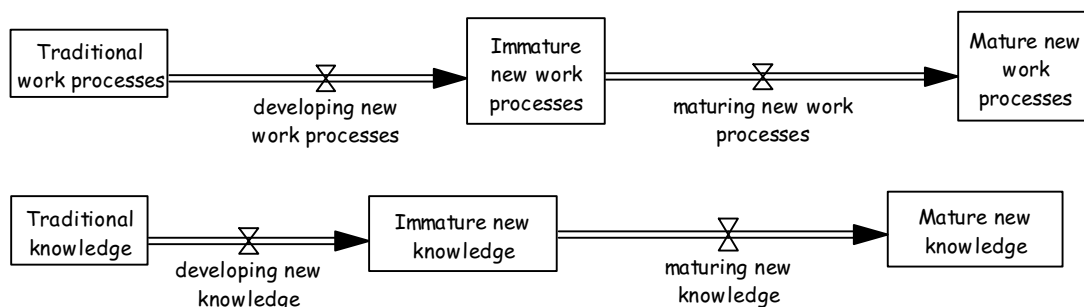 Traditional
work processes
developing new
work processes
Immature
new work
processes
maturing new work
processes
Mature new
work
processes
Traditional
knowledge
developing new
knowledge
Immature new
knowledge
maturing new
knowledge
Mature new
knowledge